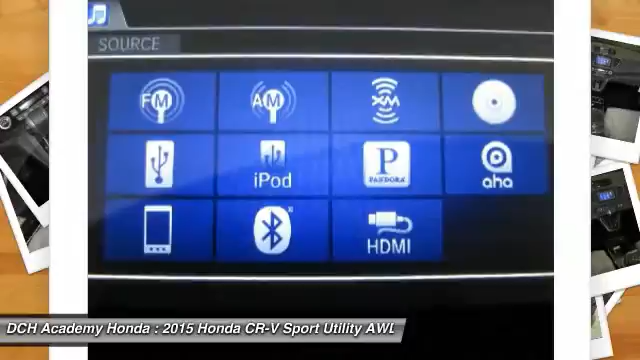 SOURCE
FM
AM
XM
iPod
P
PANDORA
aha
HDMI
DCH Academy Honda : 2015 Honda CR-V Sport Utility AWD